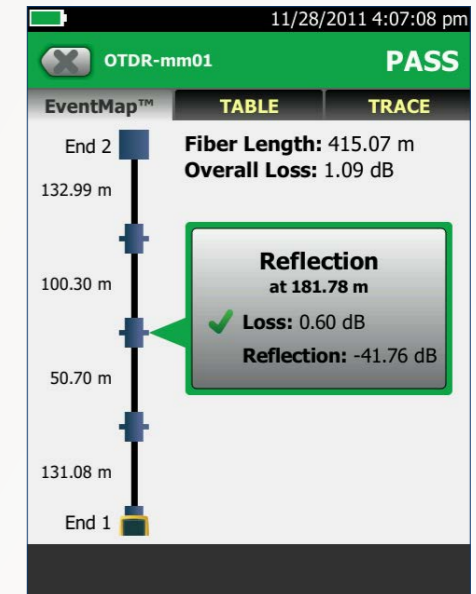 11/28/2011 4:07:08 pm
OTDR-mm01
PASS
EventMap™
TABLE
TRACE
End 2
Fiber Length: 415.07 m
Overall Loss: 1.09 dB
132.99 m
100.30 m
Reflection
at 181.78 m
Loss: 0.60 dB
Reflection: -41.76 dB
50.70 m
131.08 m
End 1